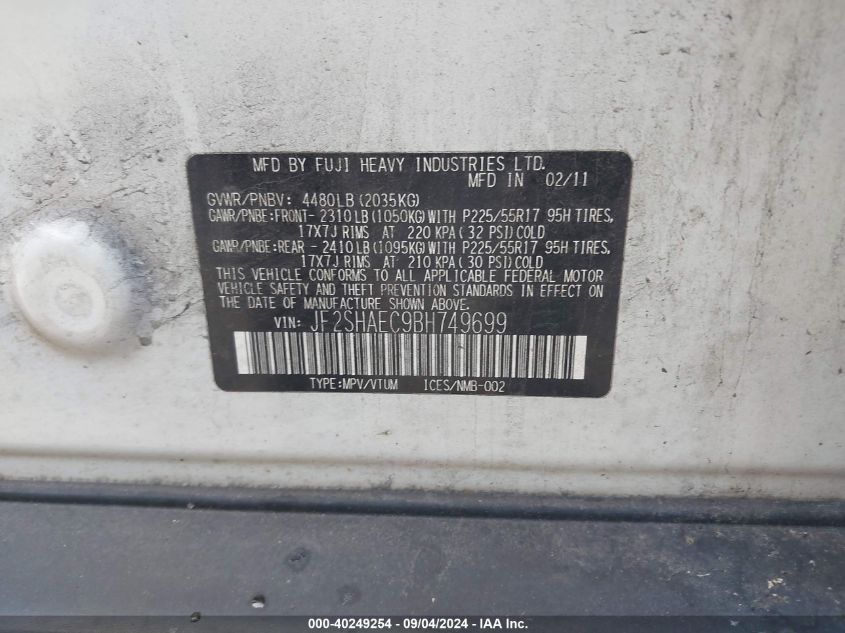 MFD BY FUJI HEAVY INDUSTRIES LTD.
MFD IN 02/11
GVWR/PNBV: 4480LB (2035KG)
GAWR/PNBE:FRONT- 2310LB (1050KG) WITH P225/55R17 95H TIRES,
17X7J RIMS AT 220 KPA ( 32 PSI) COLD
GAWR/PNBE:REAR - 2410LB (1095KG) WITH P225/55R17 95H TIRES,
17X7J RIMS AT 210 KPA ( 30 PSI) COLD
THIS VEHICLE CONFORMS TO ALL APPLICABLE FEDERAL MOTOR
VEHICLE SAFETY AND THEFT PREVENTION STANDARDS IN EFFECT ON
THE DATE OF MANUFACTURE SHOWN ABOVE.
VIN: JF2SHAEC9BH749699
TYPE:MPV/VTUM ICES/NMB-002
000-40249254 - 09/04/2024 - IAA Inc.